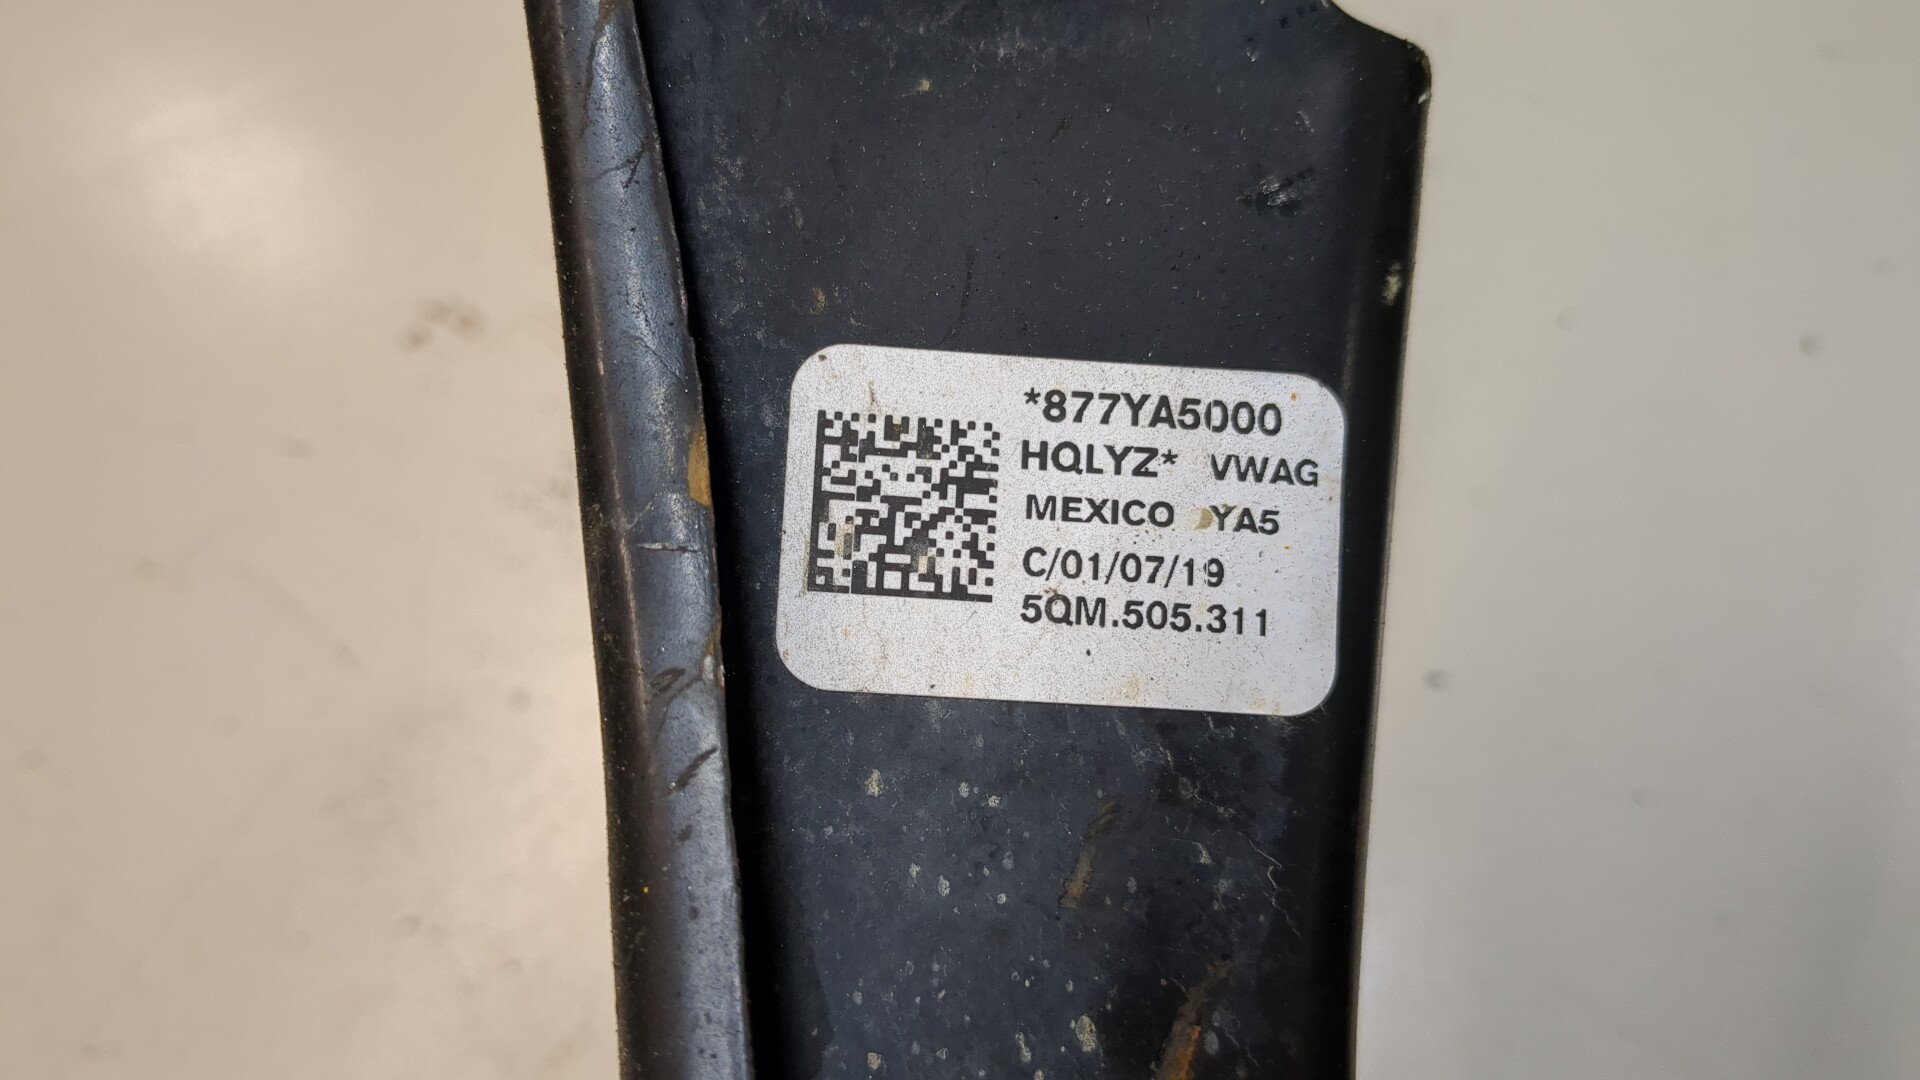 *877YA5000
HQLYZ* VWAG
MEXICO YA5
C/01/07/19
5QM.505.311